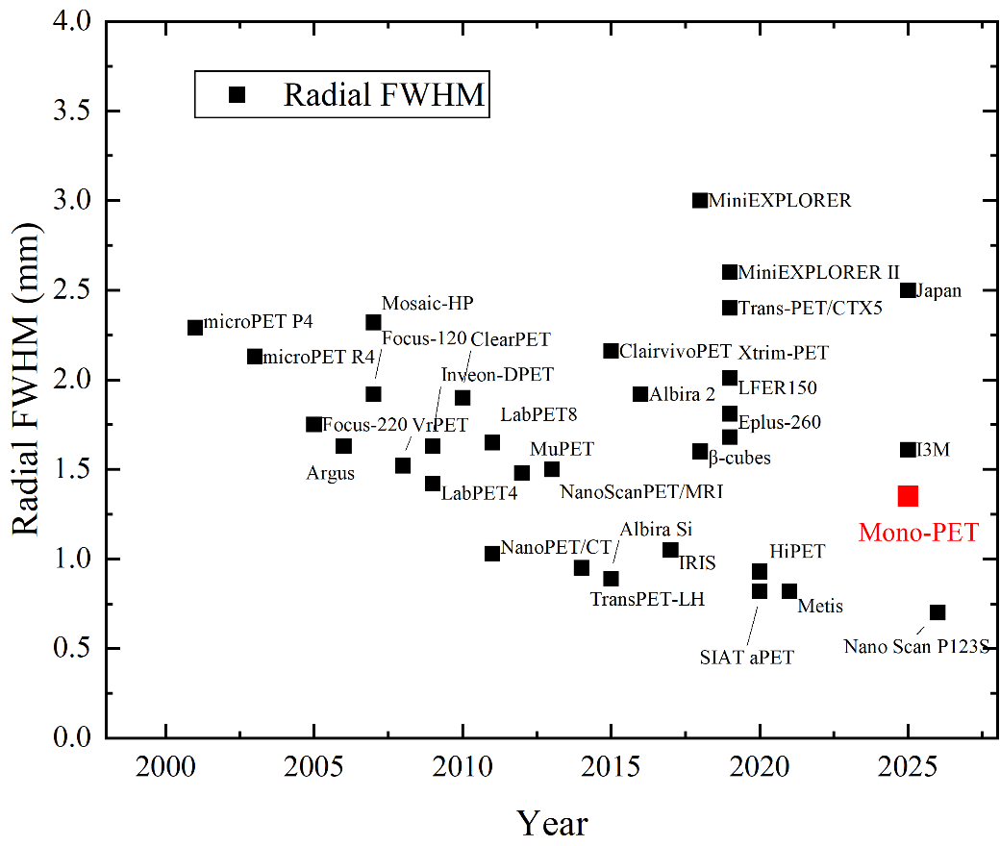 4.0
3.5
3.0
2.5
2.0
1.5
1.0
0.5
0.0
Radial FWHM (mm)
Radial FWHM
MiniEXPLORER
MiniEXPLORER II
Japan
Trans-PET/CTX5
Mosaic-HP
microPET P4
Focus-120
ClearPET
ClairvivoPET
Xtrim-PET
microPET R4
Inveon-DPET
Albira 2
LFER150
LabPET8
Focus-220
VrPET
Eplus-260
Argus
MuPET
β-cubes
I3M
LabPET4
NanoScanPET/MRI
Mono-PET
Albira Si
NanoPET/CT
IRIS
HiPET
TransPET-LH
Metis
SIAT aPET
Nano Scan P123S
2000
2005
2010
2015
2020
2025
Year